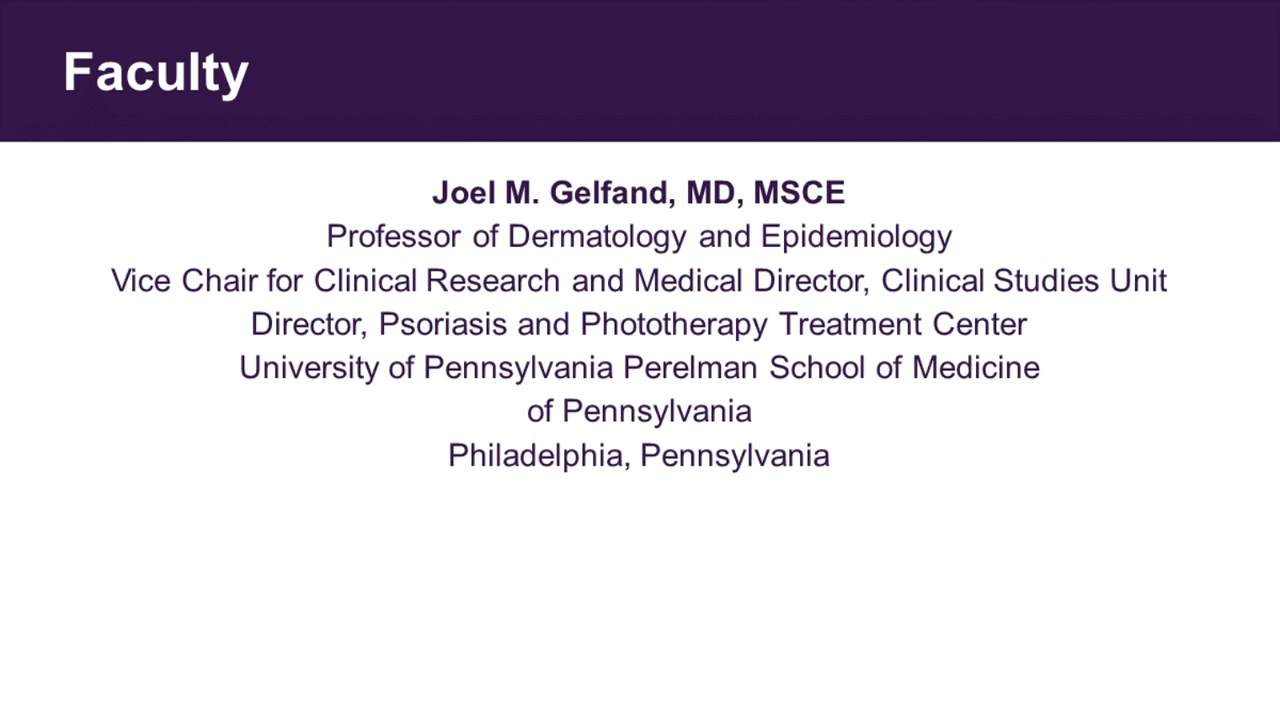 Faculty
Joel M. Gelfand, MD, MSCE
Professor of Dermatology and Epidemiology
Vice Chair for Clinical Research and Medical Director, Clinical Studies Unit
Director, Psoriasis and Phototherapy Treatment Center
University of Pennsylvania Perelman School of Medicine
of Pennsylvania
Philadelphia, Pennsylvania